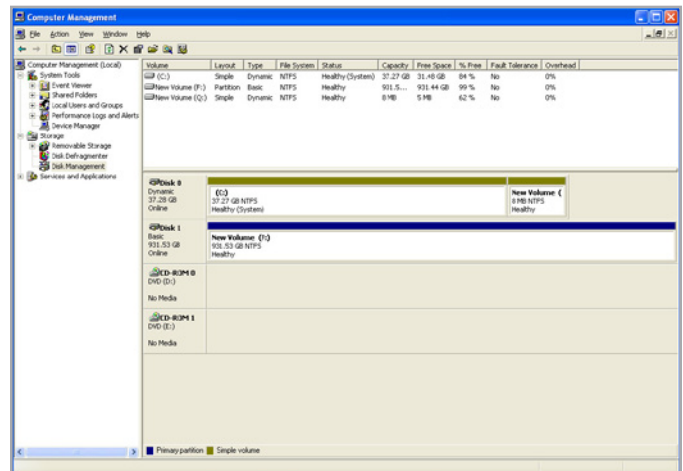 Computer Management
File Action View Window Help
Computer Management (Local)
System Tools
Event Viewer
Shared Folders
Local Users and Groups
Performance Logs and Alerts
Device Manager
Storage
Removable Storage
Disk Defragmenter
Disk Management
Services and Applications
Volume Layout Type File System Status Capacity Free Space % Free Fault Tolerance Overhead
(C:) Simple Dynamic NTFS Healthy (System) 37.27 GB 31.48 GB 84 % No 0%
New Volume (F:) Partition Basic NTFS Healthy 931.5... 931.44 GB 99 % No 0%
New Volume (Q:) Simple Dynamic NTFS Healthy 8 MB 5 MB 62 % No 0%
Disk 0
Dynamic
37.28 GB
Online
(C:)
37.27 GB NTFS
Healthy (System)
New Volume (
8 MB NTFS
Healthy
Disk 1
Basic
931.53 GB
Online
New Volume (F:)
931.53 GB NTFS
Healthy
CD-ROM 0
DVD (D:)
No Media
CD-ROM 1
DVD (E:)
No Media
Primary partition Simple volume